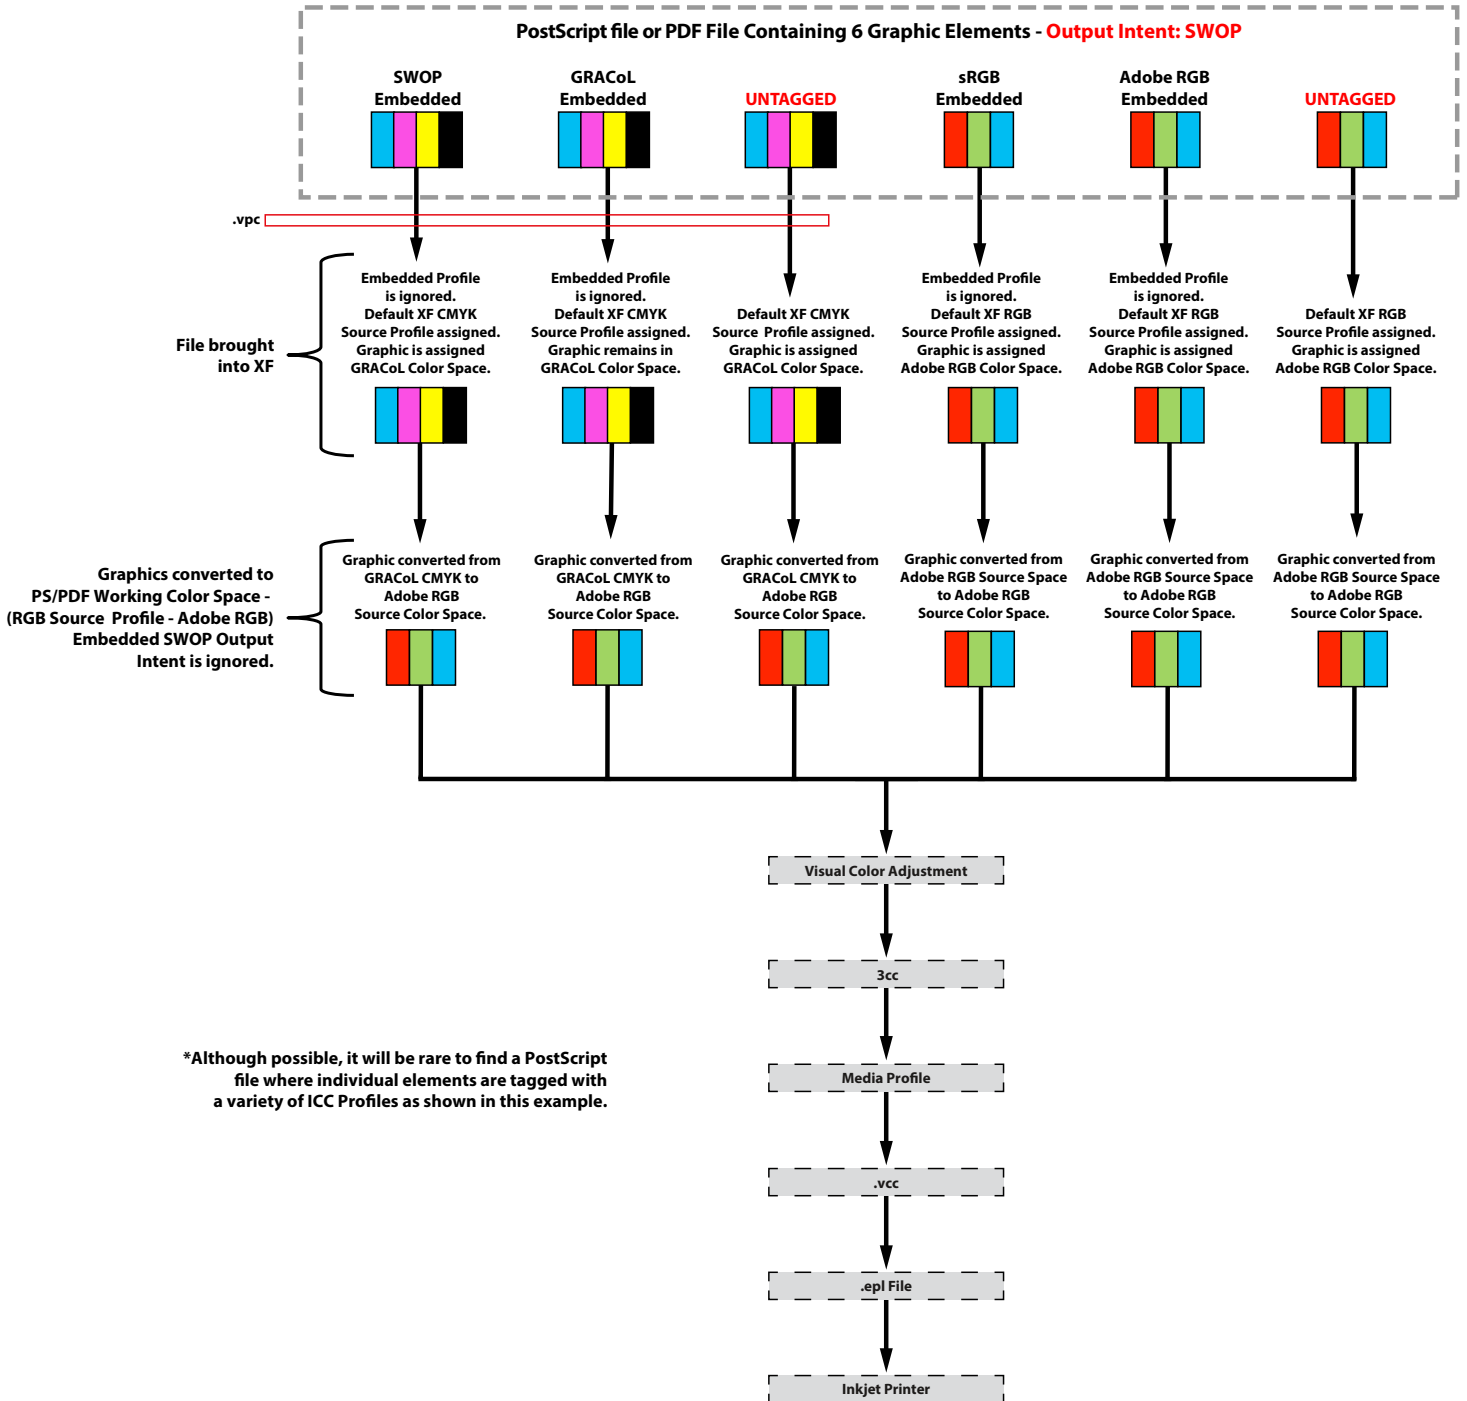 PostScript file or PDF File Containing 6 Graphic Elements - Output Intent: SWOP
SWOP
Embedded
GRACoL
Embedded
UNTAGGED
sRGB
Embedded
Adobe RGB
Embedded
UNTAGGED
.vpc
File brought
into XF
Embedded Profile
is ignored.
Default XF CMYK
Source Profile assigned.
Graphic is assigned
GRACoL Color Space.
Embedded Profile
is ignored.
Default XF CMYK
Source Profile assigned.
Graphic remains in
GRACoL Color Space.
Default XF CMYK
Source Profile assigned.
Graphic is assigned
GRACoL Color Space.
Embedded Profile
is ignored.
Default XF RGB
Source Profile assigned.
Graphic is assigned
Adobe RGB Color Space.
Embedded Profile
is ignored.
Default XF RGB
Source Profile assigned.
Graphic is assigned
Adobe RGB Color Space.
Default XF RGB
Source Profile assigned.
Graphic is assigned
Adobe RGB Color Space.
Graphics converted to
PS/PDF Working Color Space -
(RGB Source Profile - Adobe RGB)
Embedded SWOP Output
Intent is ignored.
Graphic converted from
GRACoL CMYK to
Adobe RGB
Source Color Space.
Graphic converted from
GRACoL CMYK to
Adobe RGB
Source Color Space.
Graphic converted from
GRACoL CMYK to
Adobe RGB
Source Color Space.
Graphic converted from
Adobe RGB Source Space
to Adobe RGB
Source Color Space.
Graphic converted from
Adobe RGB Source Space
to Adobe RGB
Source Color Space.
Graphic converted from
Adobe RGB Source Space
to Adobe RGB
Source Color Space.
Visual Color Adjustment
3cc
Media Profile
.vcc
.epl File
Inkjet Printer
*Although possible, it will be rare to find a PostScript
file where individual elements are tagged with
a variety of ICC Profiles as shown in this example.